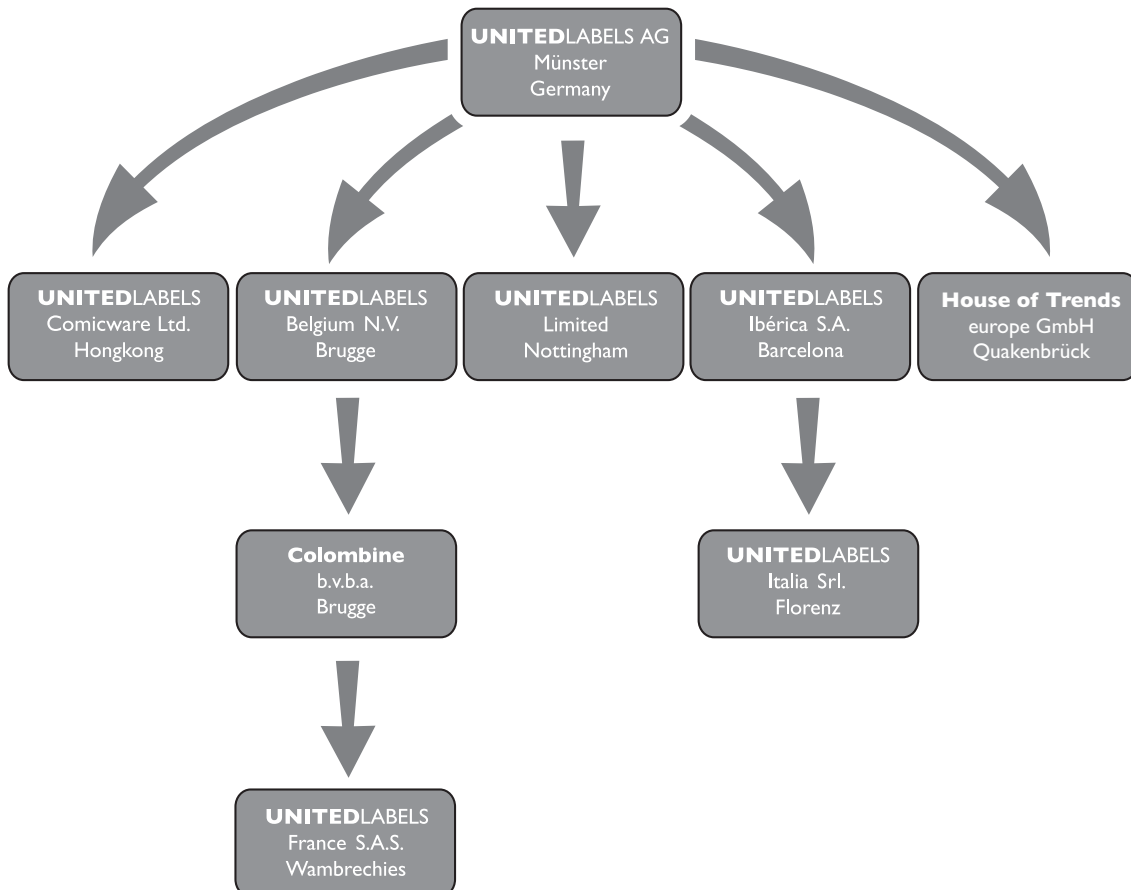 UNITEDLABELS AG
Münster
Germany
UNITEDLABELS
Comicware Ltd.
Hongkong
UNITEDLABELS
Belgium N.V.
Brugge
UNITEDLABELS
Limited
Nottingham
UNITEDLABELS
Ibérica S.A.
Barcelona
House of Trends
europe GmbH
Quakenbrück
Colombine
b.v.b.a.
Brugge
UNITEDLABELS
Italia Srl.
Florenz
UNITEDLABELS
France S.A.S.
Wambrechies